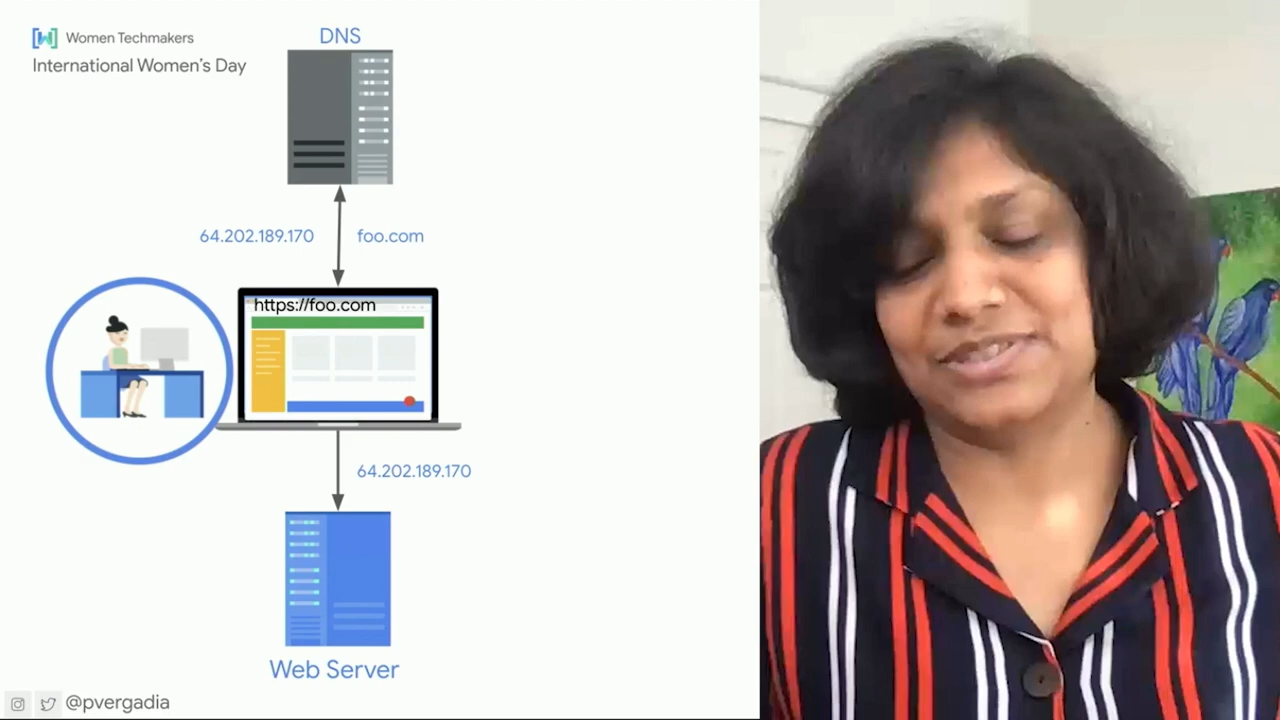 Women Techmakers
International Women's Day
DNS
64.202.189.170
foo.com
https://foo.com
64.202.189.170
Web Server
@pvergadia